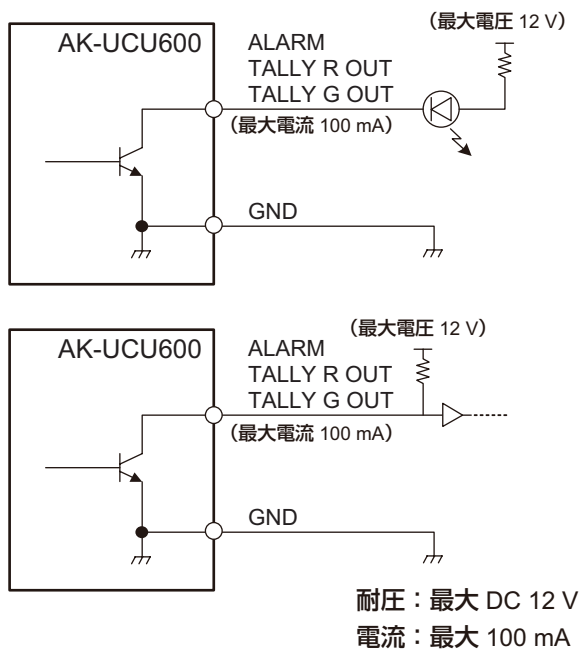 (最大電圧 12 V)
AK-UCU600
ALARM
TALLY R OUT
TALLY G OUT
(最大電流 100 mA)
GND
(最大電圧 12 V)
AK-UCU600
ALARM
TALLY R OUT
TALLY G OUT
(最大電流 100 mA)
GND
耐圧：最大 DC 12 V
電流：最大 100 mA